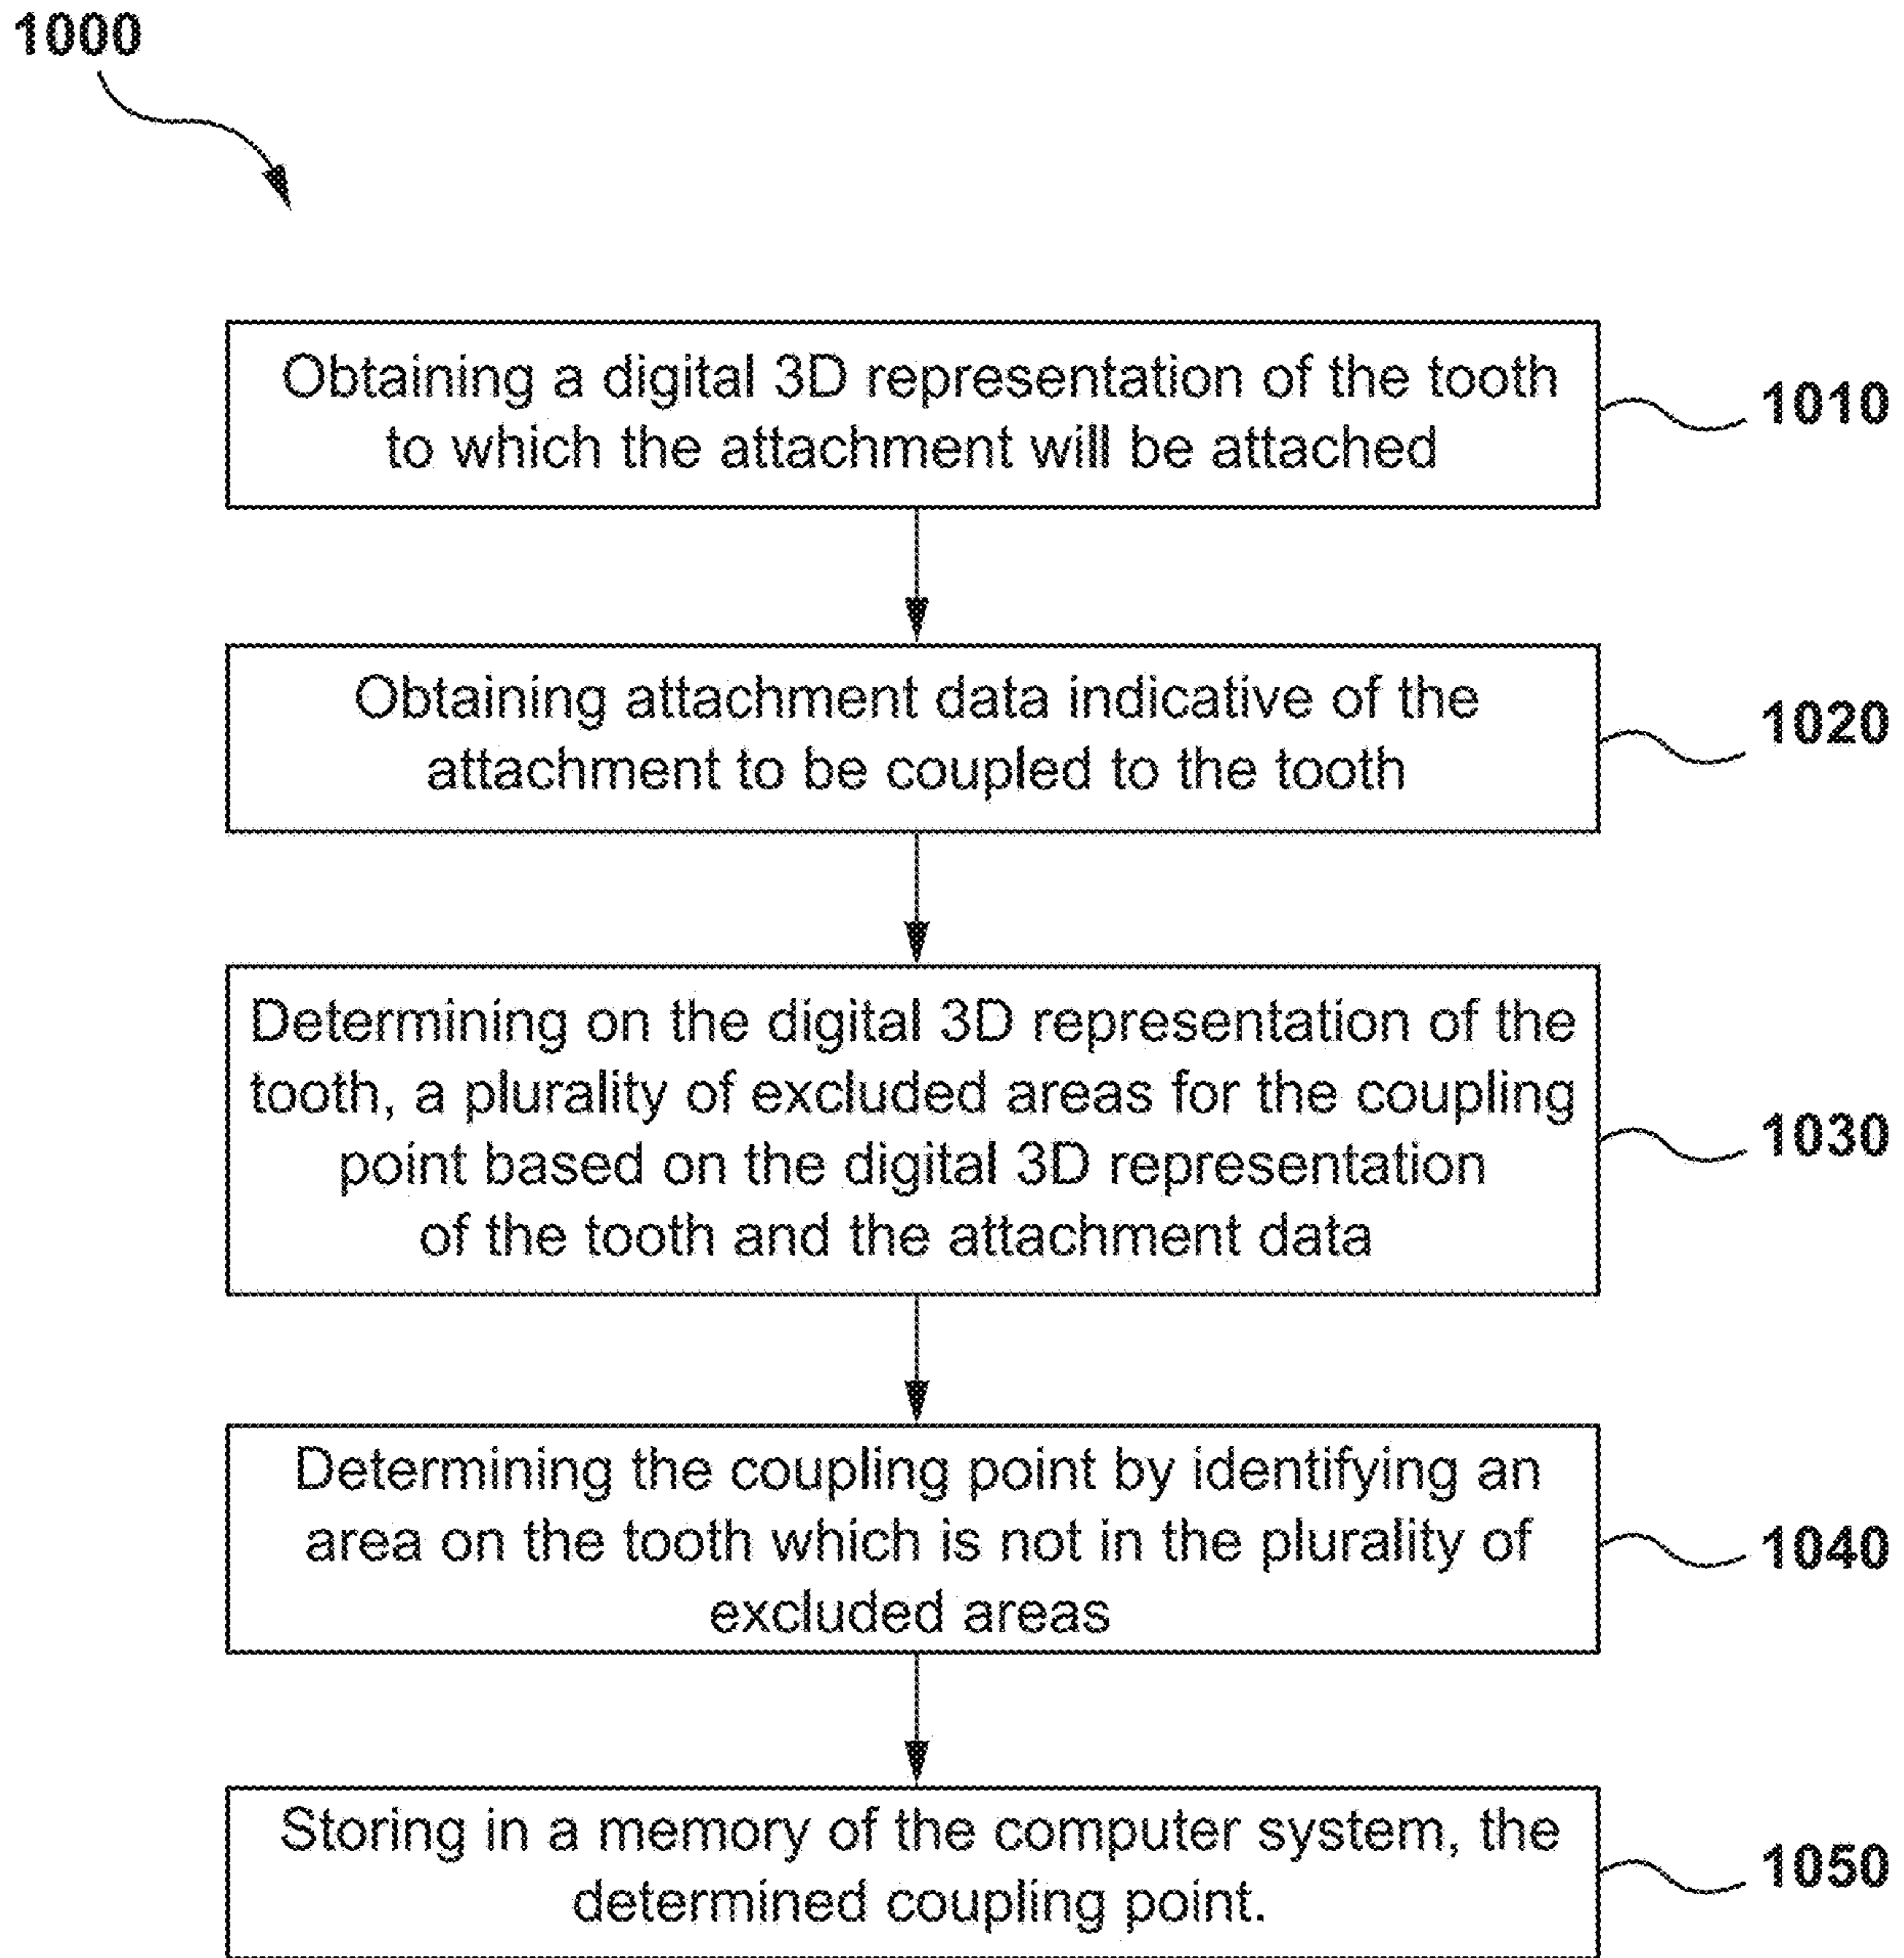 1000
Obtaining a digital 3D representation of the tooth
to which the attachment will be attached
1010
Obtaining attachment data indicative of the
attachment to be coupled to the tooth
1020
Determining on the digital 3D representation of the
tooth, a plurality of excluded areas for the coupling
point based on the digital 3D representation
of the tooth and the attachment data
1030
Determining the coupling point by identifying an
area on the tooth which is not in the plurality of
excluded areas
1040
Storing in a memory of the computer system, the
determined coupling point.
1050